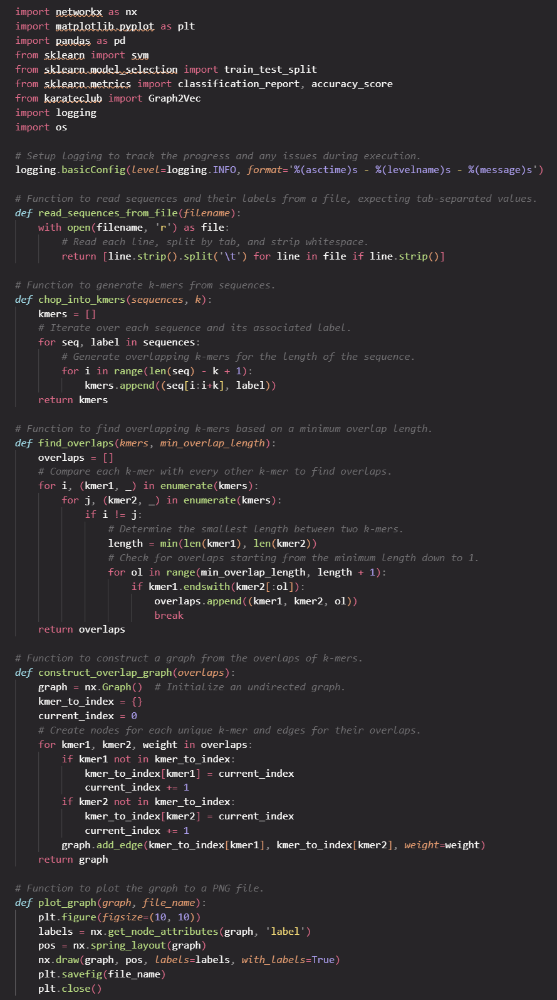 import networkx as nx
import matplotlib.pyplot as plt
import pandas as pd
from sklearn import svm
from sklearn.model_selection import train_test_split
from sklearn.metrics import classification_report, accuracy_score
from karateclub import Graph2Vec
import logging
import os

# Setup logging to track the progress and any issues during execution.
logging.basicConfig(level=logging.INFO, format='%(asctime)s - %(levelname)s - %(message)s')

# Function to read sequences and their labels from a file, expecting tab-separated values.
def read_sequences_from_file(filename):
    with open(filename, 'r') as file:
        # Read each line, split by tab, and strip whitespace.
        return [line.strip().split('\t') for line in file if line.strip()]

# Function to generate k-mers from sequences.
def chop_into_kmers(sequences, k):
    kmers = []
    # Iterate over each sequence and its associated label.
    for seq, label in sequences:
        # Generate overlapping k-mers for the length of the sequence.
        for i in range(len(seq) - k + 1):
            kmers.append((seq[i:i+k], label))
    return kmers

# Function to find overlapping k-mers based on a minimum overlap length.
def find_overlaps(kmers, min_overlap_length):
    overlaps = []
    # Compare each k-mer with every other k-mer to find overlaps.
    for i, (kmer1, _) in enumerate(kmers):
        for j, (kmer2, _) in enumerate(kmers):
            if i != j:
                # Determine the smallest length between two k-mers.
                length = min(len(kmer1), len(kmer2))
                # Check for overlaps starting from the minimum length down to 1.
                for ol in range(min_overlap_length, length + 1):
                    if kmer1.endswith(kmer2[:ol]):
                        overlaps.append((kmer1, kmer2, ol))
                        break
    return overlaps

# Function to construct a graph from the overlaps of k-mers.
def construct_overlap_graph(overlaps):
    graph = nx.Graph()  # Initialize an undirected graph.
    kmer_to_index = {}
    current_index = 0
    # Create nodes for each unique k-mer and edges for their overlaps.
    for kmer1, kmer2, weight in overlaps:
        if kmer1 not in kmer_to_index:
            kmer_to_index[kmer1] = current_index
            current_index += 1
        if kmer2 not in kmer_to_index:
            kmer_to_index[kmer2] = current_index
            current_index += 1
        graph.add_edge(kmer_to_index[kmer1], kmer_to_index[kmer2], weight=weight)
    return graph

# Function to plot the graph to a PNG file.
def plot_graph(graph, file_name):
    plt.figure(figsize=(10, 10))
    labels = nx.get_node_attributes(graph, 'label')
    pos = nx.spring_layout(graph)
    nx.draw(graph, pos, labels=labels, with_labels=True)
    plt.savefig(file_name)
    plt.close()